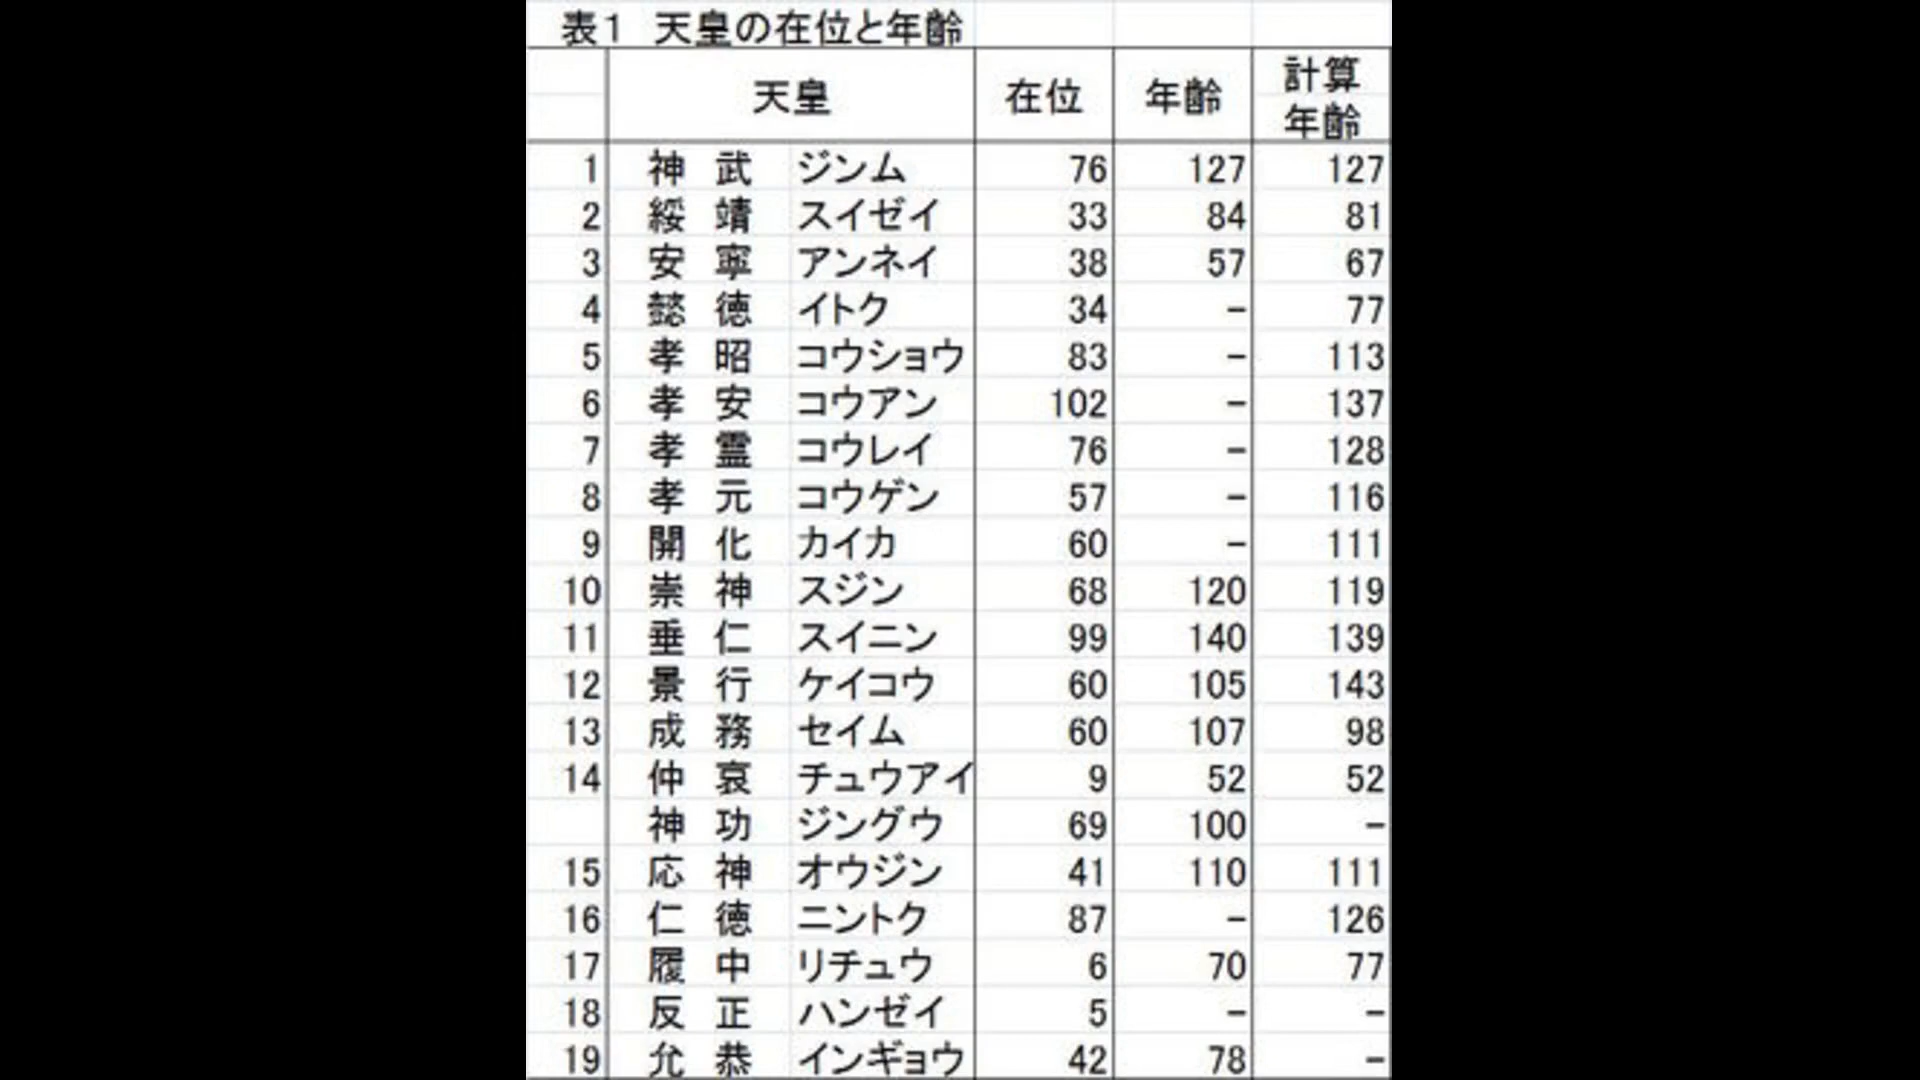 表1 天皇の在位と年齢
天皇 在位 年齢 計算年齢
1 神 武 ジンム 76 127 127
2 綏 靖 スイゼイ 33 84 81
3 安 寧 アンネイ 38 57 67
4 懿 徳 イトク 34 － 77
5 孝 昭 コウショウ 83 － 113
6 孝 安 コウアン 102 － 137
7 孝 霊 コウレイ 76 － 128
8 孝 元 コウゲン 57 － 116
9 開 化 カイカ 60 － 111
10 崇 神 スジン 68 120 119
11 垂 仁 スイニン 99 140 139
12 景 行 ケイコウ 60 105 143
13 成 務 セイム 60 107 98
14 仲 哀 チュウアイ 9 52 52
神 功 ジングウ 69 100 －
15 応 神 オウジン 41 110 111
16 仁 徳 ニントク 87 － 126
17 履 中 リチュウ 6 70 77
18 反 正 ハンゼイ 5 － －
19 允 恭 インギョウ 42 78 －